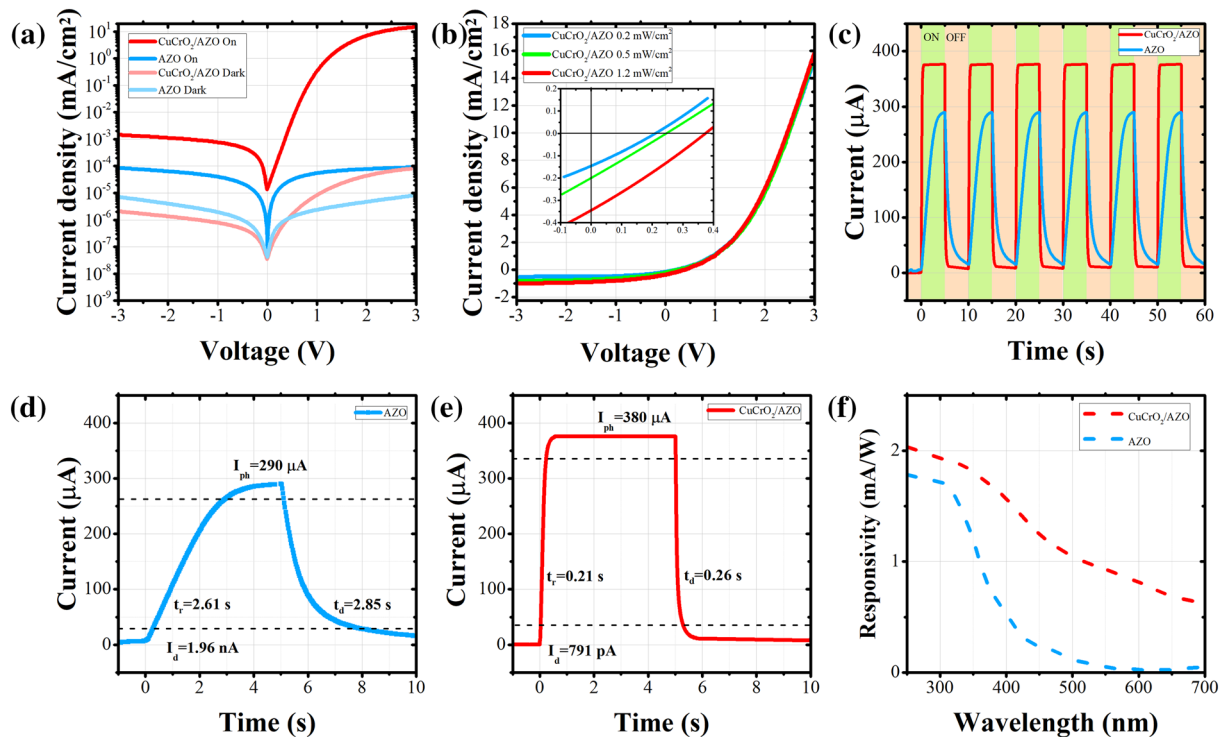 (a)
Current density (mA/cm²)
10¹
10⁰
10⁻¹
10⁻²
10⁻³
10⁻⁴
10⁻⁵
10⁻⁶
10⁻⁷
10⁻⁸
10⁻⁹
CuCrO₂/AZO On
AZO On
CuCrO₂/AZO Dark
AZO Dark
-3 -2 -1 0 1 2 3
Voltage (V)
(b)
Current density (mA/cm²)
18
16
14
12
10
8
6
4
2
0
-2
CuCrO₂/AZO 0.2 mW/cm²
CuCrO₂/AZO 0.5 mW/cm²
CuCrO₂/AZO 1.2 mW/cm²
0.2
0.1
0.0
-0.1
-0.2
-0.3
-0.4
-0.1 0.0 0.1 0.2 0.3 0.4
-3 -2 -1 0 1 2 3
Voltage (V)
(c)
Current (µA)
400
300
200
100
0
ON OFF
CuCrO₂/AZO
AZO
0 10 20 30 40 50 60
Time (s)
(d)
Current (µA)
400
300
200
100
0
AZO
I_ph=290 µA
t_r=2.61 s
t_d=2.85 s
I_d=1.96 nA
0 2 4 6 8 10
Time (s)
(e)
Current (µA)
400
300
200
100
0
CuCrO₂/AZO
I_ph=380 µA
t_r=0.21 s
t_d=0.26 s
I_d=791 pA
0 2 4 6 8 10
Time (s)
(f)
Responsivity (mA/W)
2
1
0
CuCrO₂/AZO
AZO
300 400 500 600 700
Wavelength (nm)